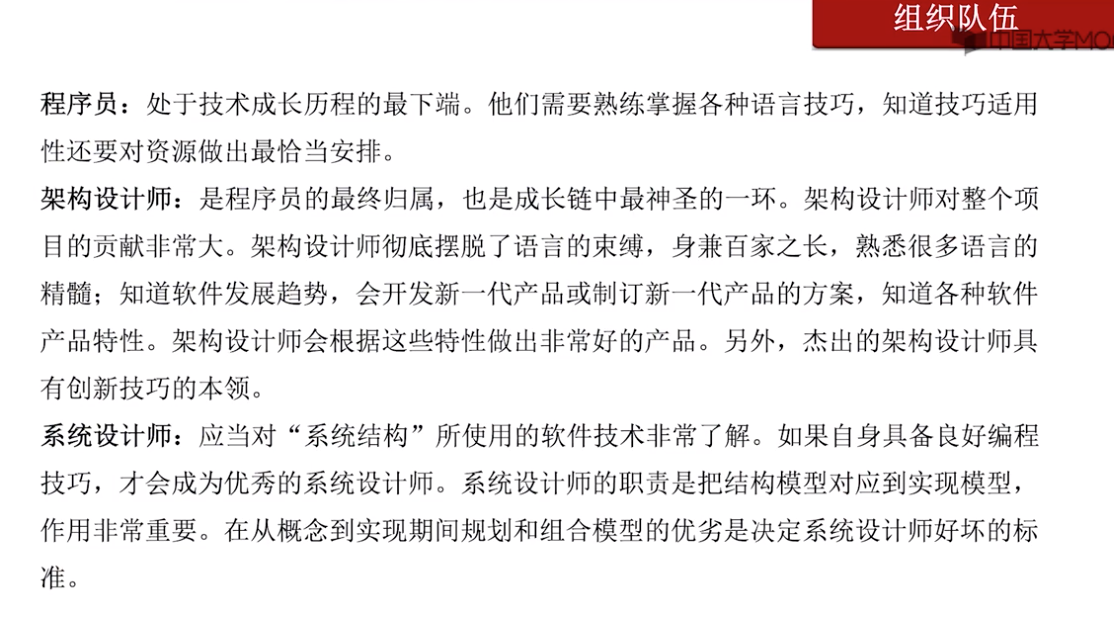 组织队伍
中国大学MO
程序员：处于技术成长历程的最下端。他们需要熟练掌握各种语言技巧，知道技巧适用
性还要对资源做出最恰当安排。
架构设计师：是程序员的最终归属，也是成长链中最神圣的一环。架构设计师对整个项
目的贡献非常大。架构设计师彻底摆脱了语言的束缚，身兼百家之长，熟悉很多语言的
精髓；知道软件发展趋势，会开发新一代产品或制订新一代产品的方案，知道各种软件
产品特性。架构设计师会根据这些特性做出非常好的产品。另外，杰出的架构设计师具
有创新技巧的本领。
系统设计师：应当对“系统结构”所使用的软件技术非常了解。如果自身具备良好编程
技巧，才会成为优秀的系统设计师。系统设计师的职责是把结构模型对应到实现模型，
作用非常重要。在从概念到实现期间规划和组合模型的优劣是决定系统设计师好坏的标
准。